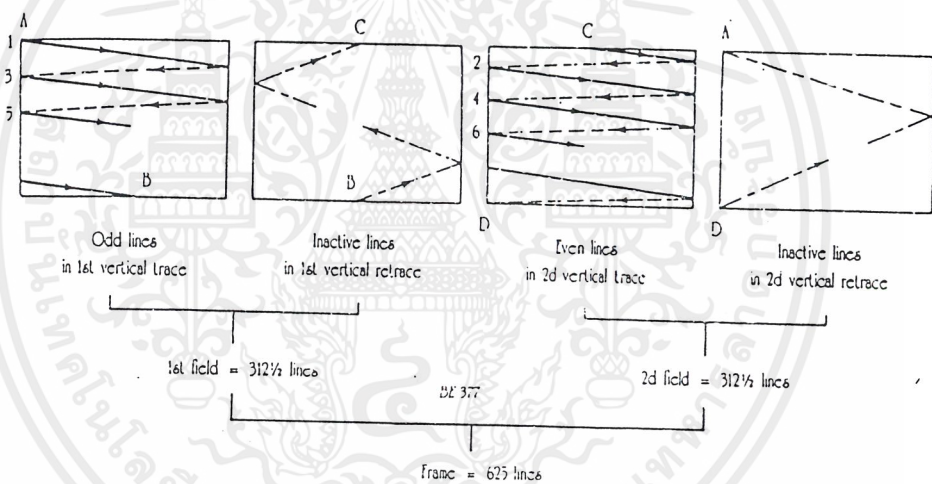 A
C
C
A
1
3
5
2
4
6
B
B
D
D
Odd lines
in 1st vertical trace
Inactive lines
in 1st vertical retrace
Even lines
in 2d vertical trace
Inactive lines
in 2d vertical retrace
1st field = 312½ lines
2d field = 312½ lines
BE 377
Frame = 625 lines